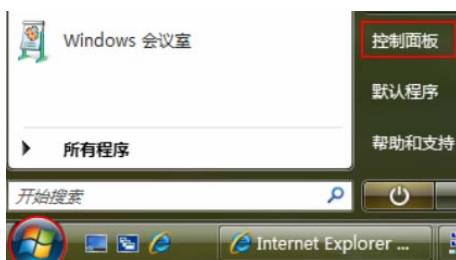 Windows 会议室
控制面板
默认程序
所有程序
帮助和支持
开始搜索
Internet Explorer ...